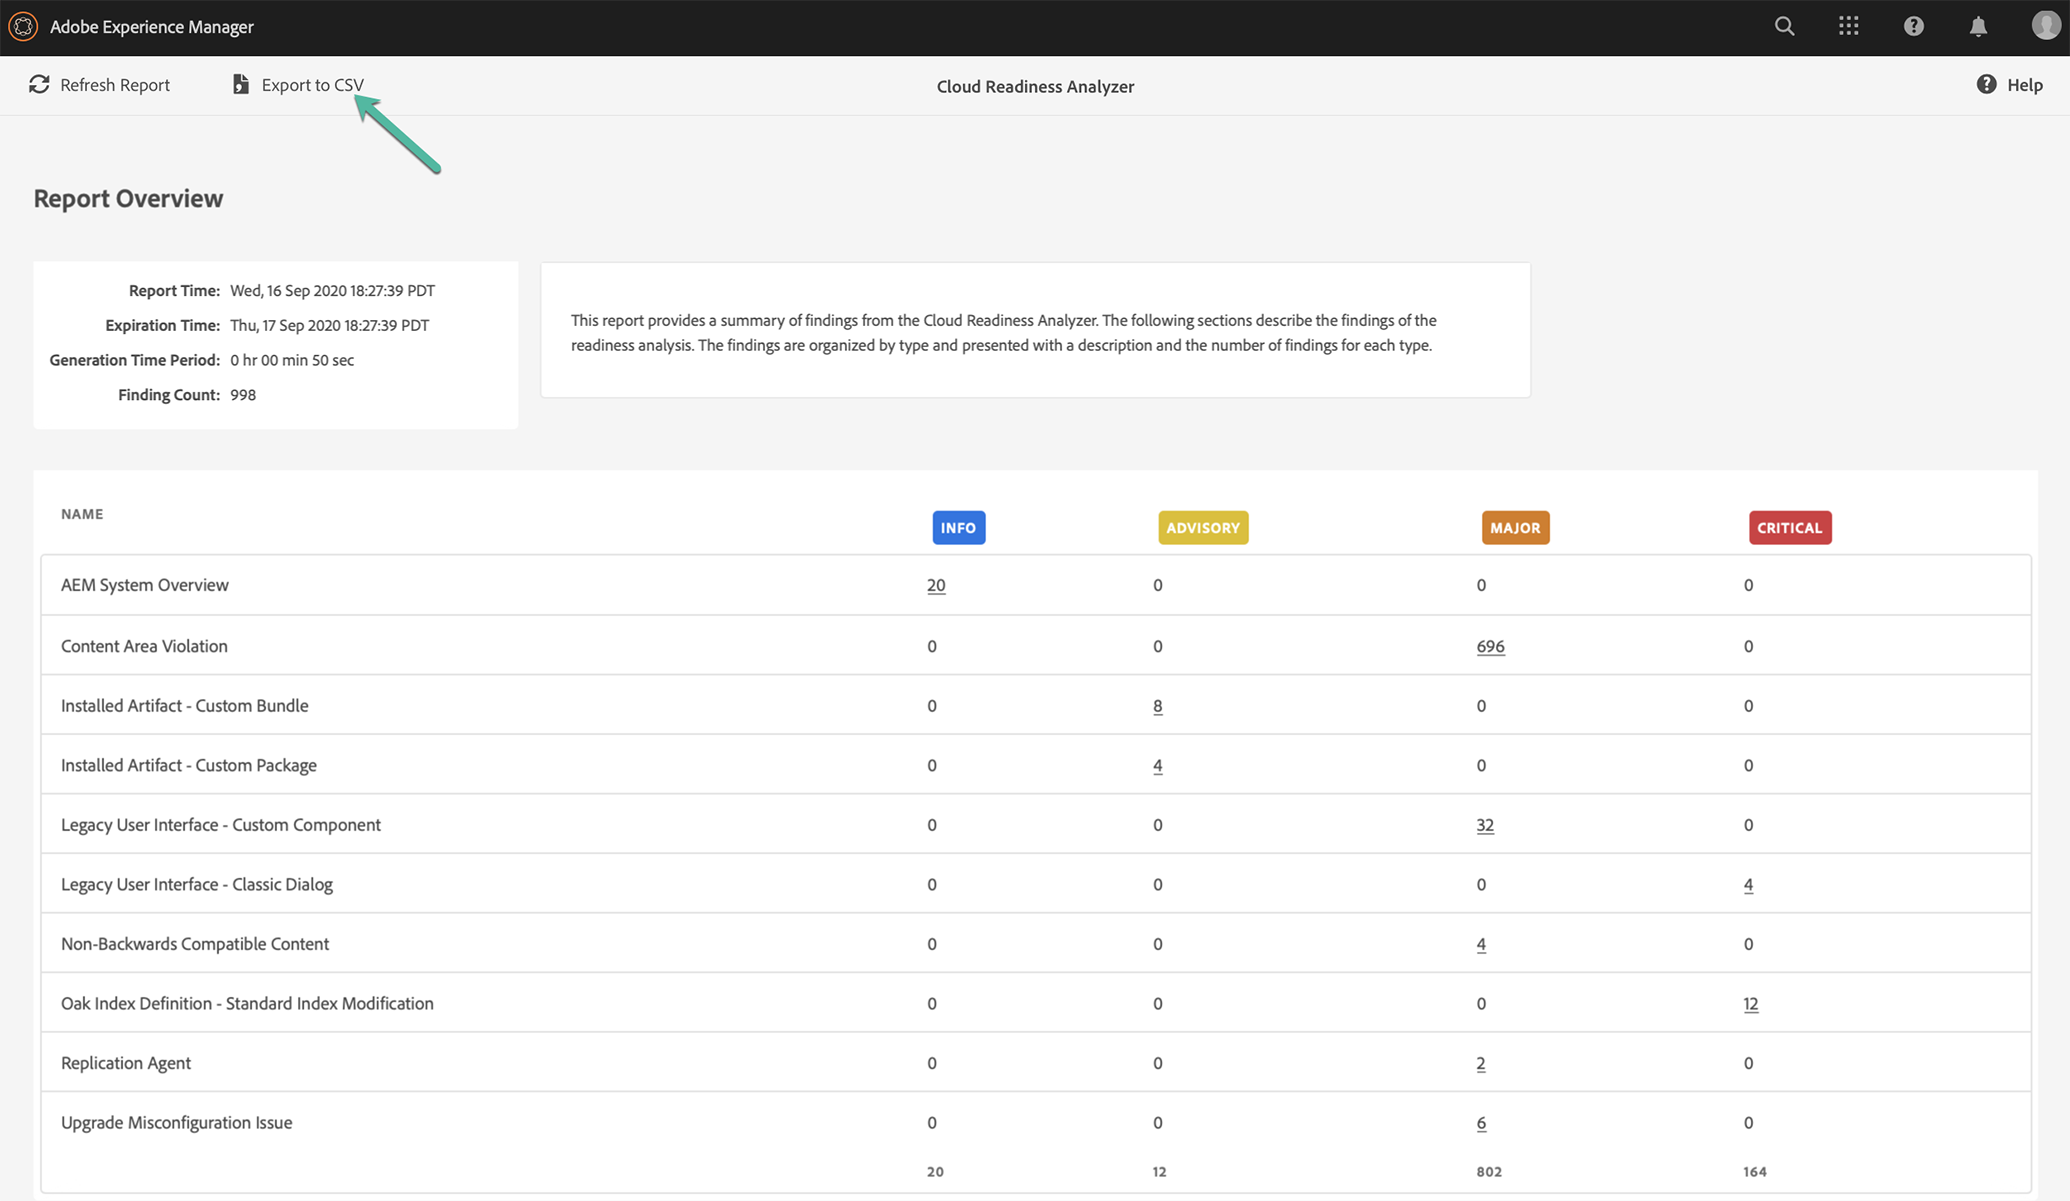 Adobe Experience Manager
Refresh Report
Export to CSV
Cloud Readiness Analyzer
Help
Report Overview
Report Time: Wed, 16 Sep 2020 18:27:39 PDT
Expiration Time: Thu, 17 Sep 2020 18:27:39 PDT
Generation Time Period: 0 hr 00 min 50 sec
Finding Count: 998
This report provides a summary of findings from the Cloud Readiness Analyzer. The following sections describe the findings of the
readiness analysis. The findings are organized by type and presented with a description and the number of findings for each type.
NAME INFO ADVISORY MAJOR CRITICAL
AEM System Overview 20 0 0 0
Content Area Violation 0 0 696 0
Installed Artifact - Custom Bundle 0 8 0 0
Installed Artifact - Custom Package 0 4 0 0
Legacy User Interface - Custom Component 0 0 32 0
Legacy User Interface - Classic Dialog 0 0 0 4
Non-Backwards Compatible Content 0 0 4 0
Oak Index Definition - Standard Index Modification 0 0 0 12
Replication Agent 0 0 2 0
Upgrade Misconfiguration Issue 0 0 6 0
20 12 802 164